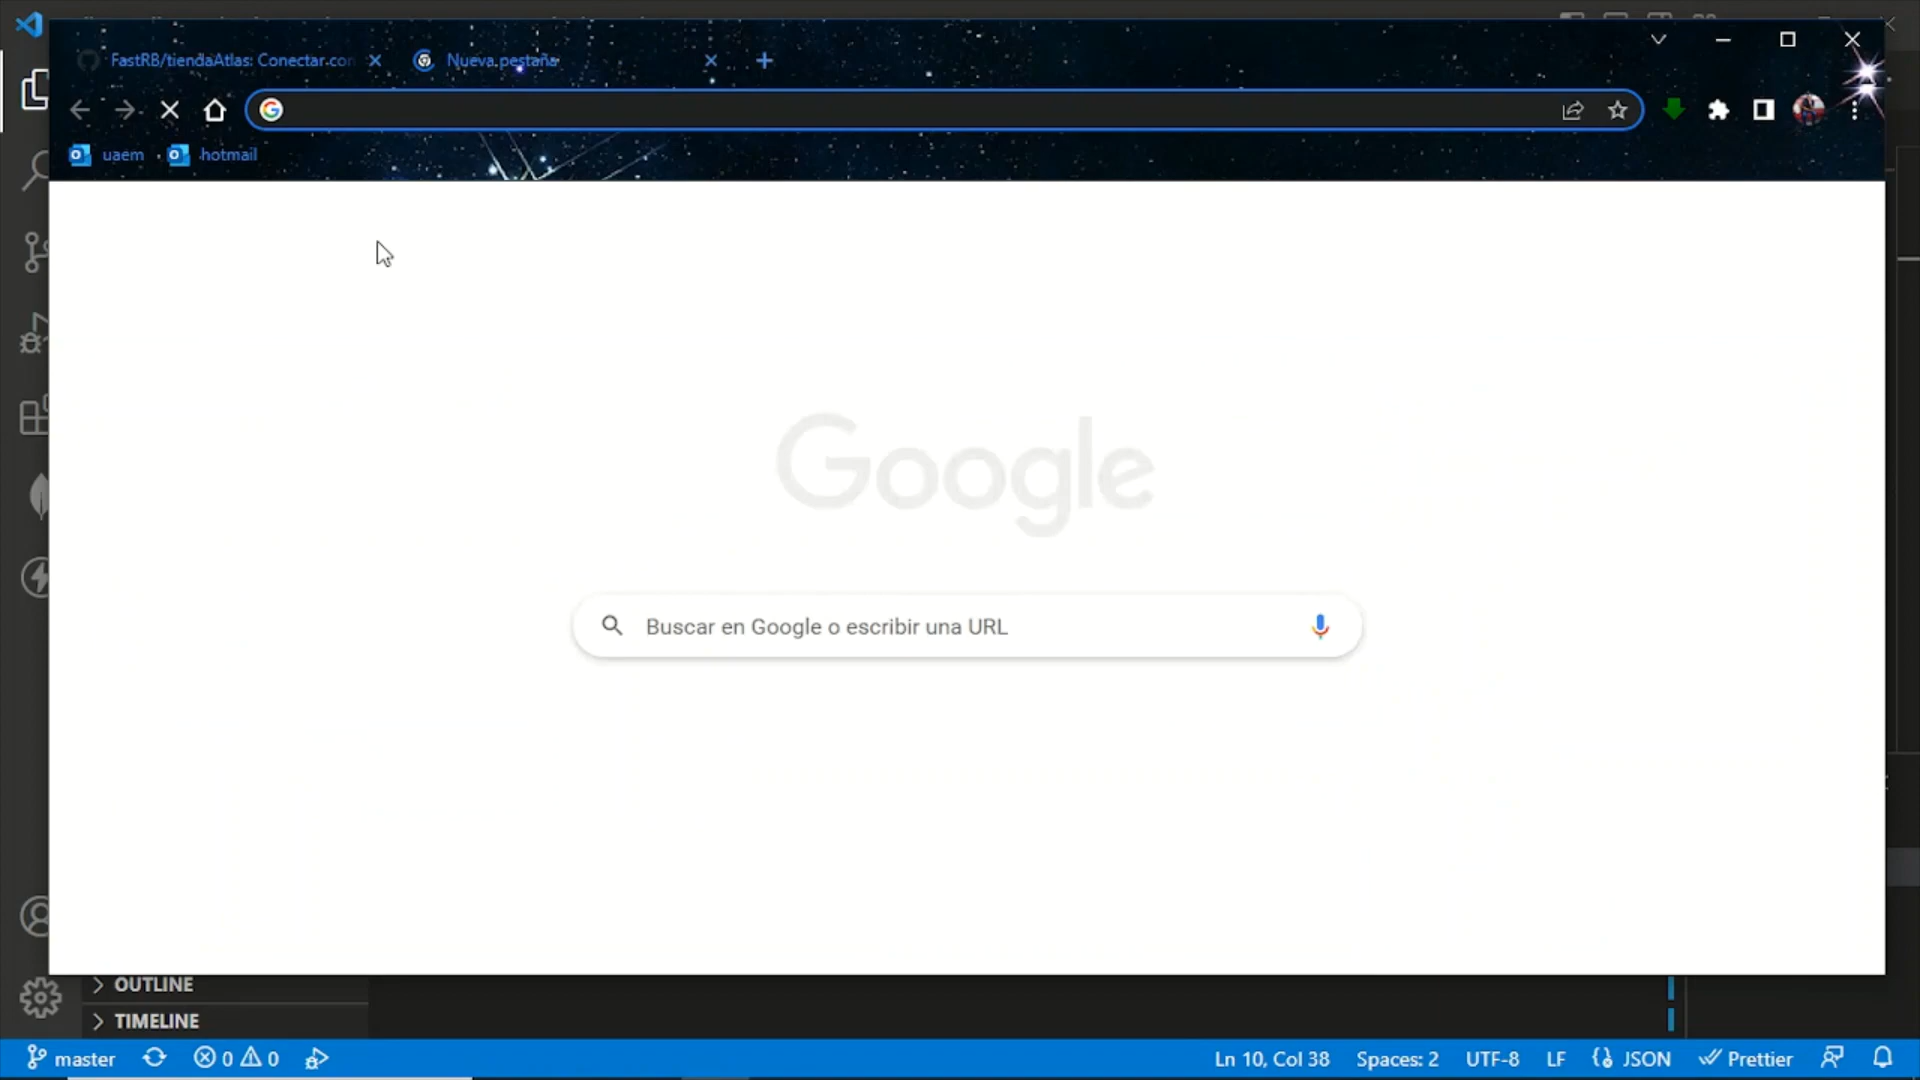 FastRB/tiendaAtlas: Conectar con
Nueva pestaña
uaem
hotmail
Google
Buscar en Google o escribir una URL
OUTLINE
TIMELINE
master
0
0
Ln 10, Col 38
Spaces: 2
UTF-8
LF
JSON
Prettier